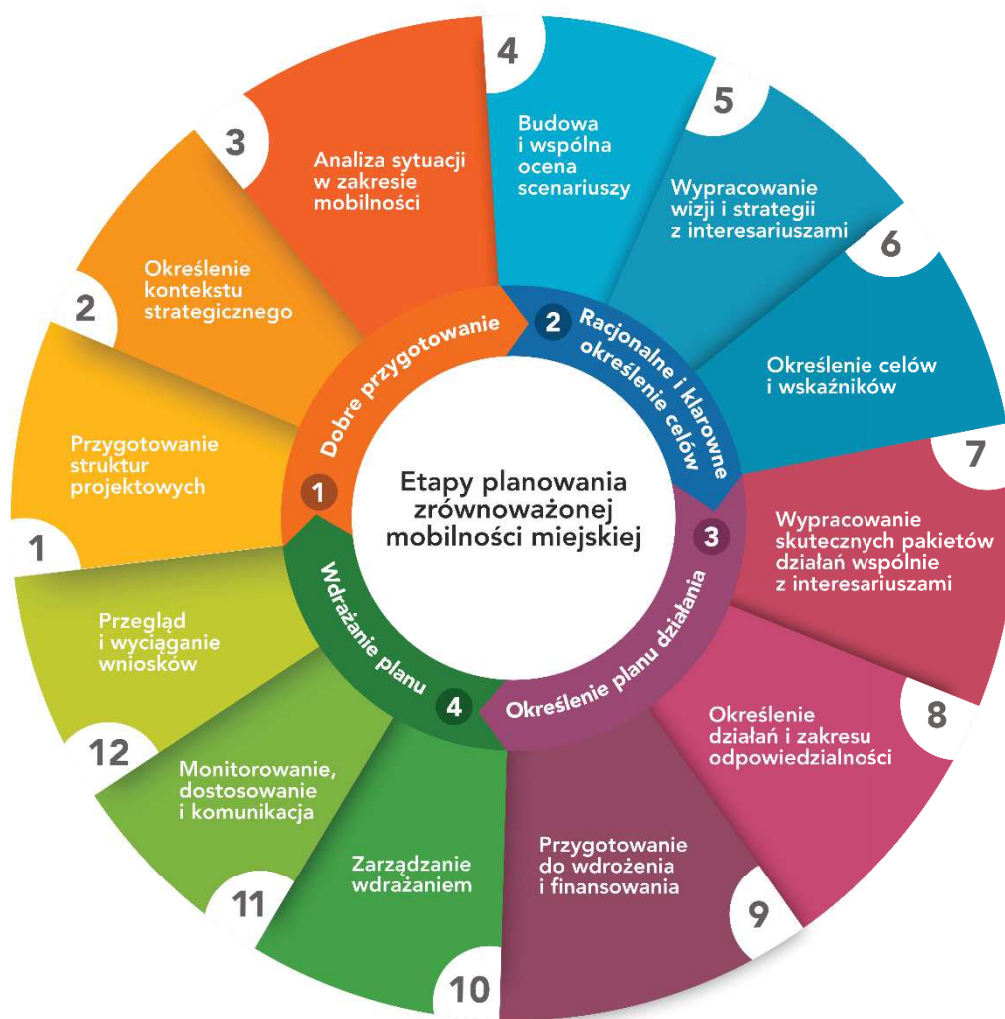 Etapy planowania
zrównoważonej
mobilności miejskiej
1
Dobre przygotowanie
1
Przygotowanie
struktur
projektowych
2
Określenie
kontekstu
strategicznego
3
Analiza sytuacji
w zakresie
mobilności
2
Racjonalne i klarowne
określenie celów
4
Budowa
i wspólna
ocena
scenariuszy
5
Wypracowanie
wizji i strategii
z interesariuszami
6
Określenie celów
i wskaźników
3
Określenie planu działania
7
Wypracowanie
skutecznych pakietów
działań wspólnie
z interesariuszami
8
Określenie
działań i zakresu
odpowiedzialności
9
Przygotowanie
do wdrożenia
i finansowania
4
Wdrażanie planu
10
Zarządzanie
wdrażaniem
11
Monitorowanie,
dostosowanie
i komunikacja
12
Przegląd
i wyciąganie
wniosków